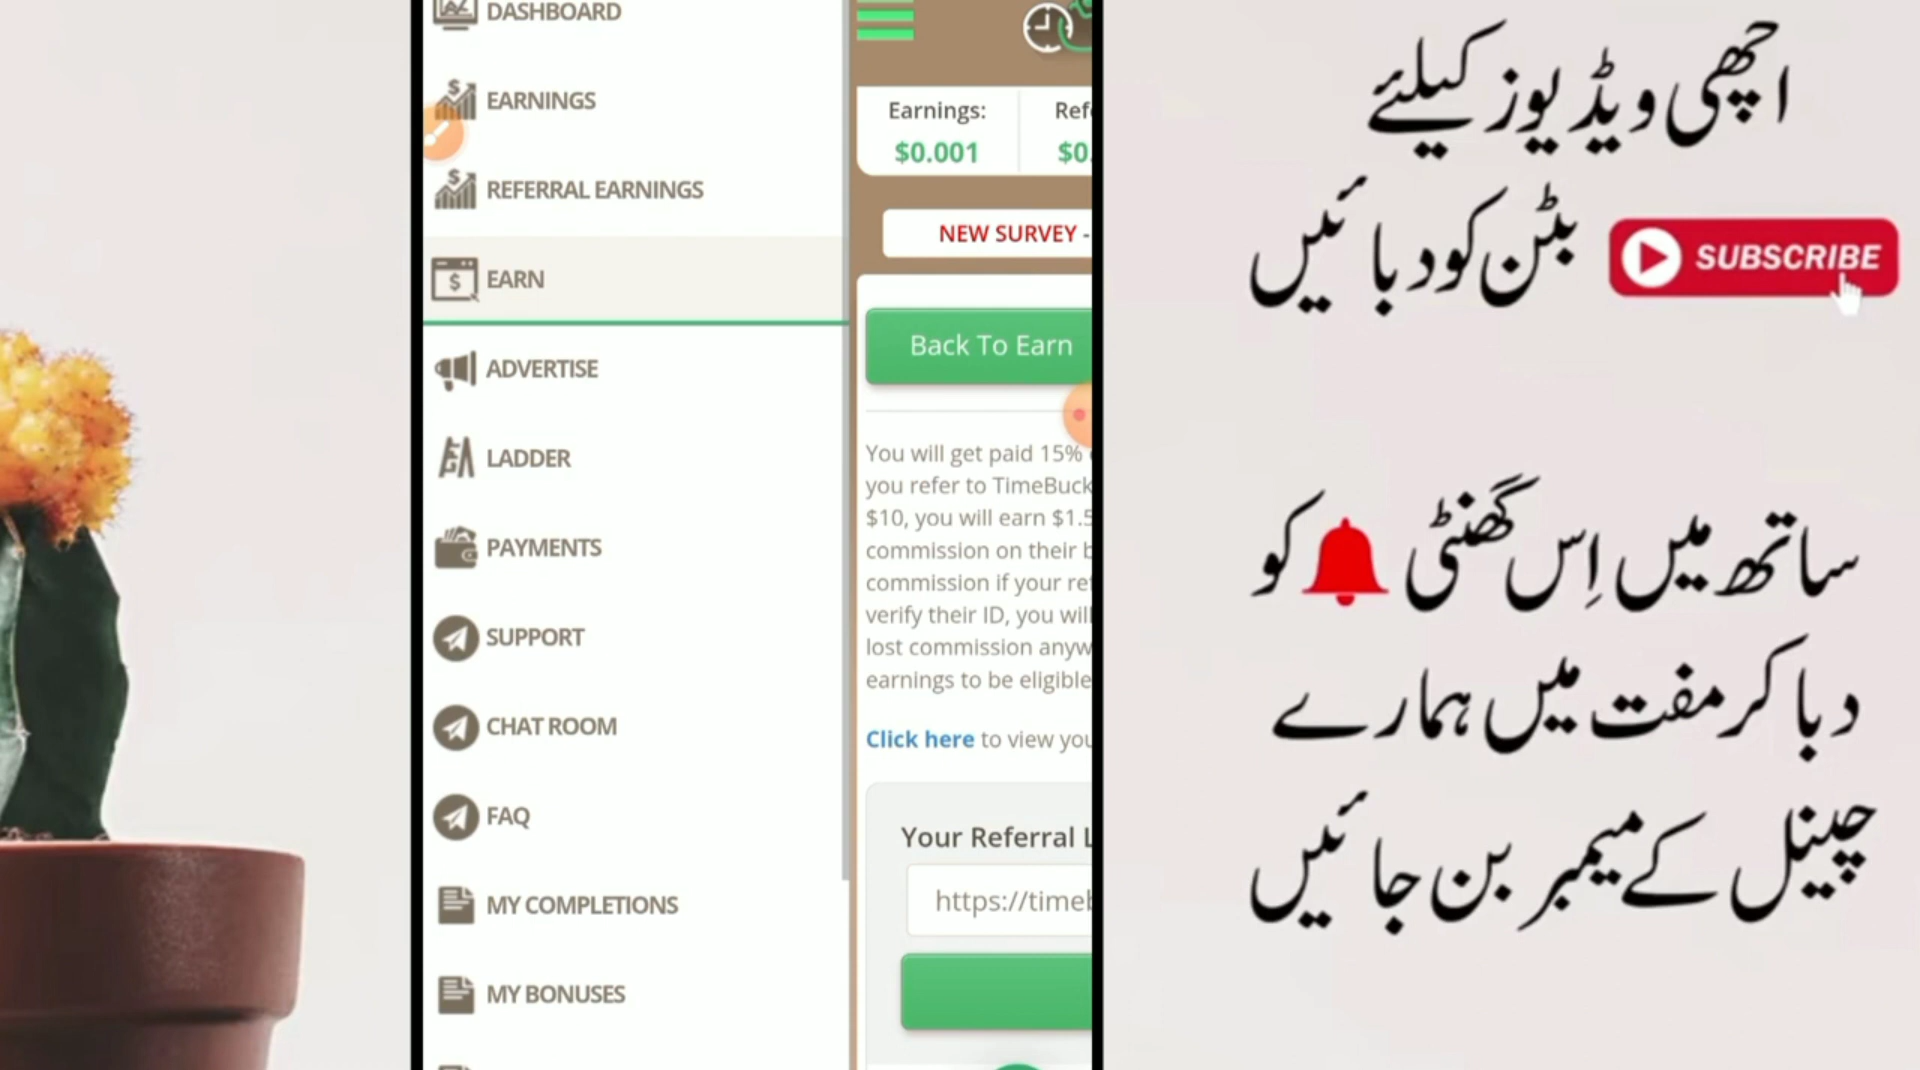 DASHBOARD
EARNINGS
REFERRAL EARNINGS
EARN
ADVERTISE
LADDER
PAYMENTS
SUPPORT
CHAT ROOM
FAQ
MY COMPLETIONS
MY BONUSES
Earnings:
$0.001
$0.
NEW SURVEY -
Back To Earn
You will get paid 15%
you refer to TimeBuck
$10, you will earn $1.5
commission on their
commission if your
verify their ID, you will
lost commission
earnings to be eligible
Click here to view you
Your Referral
https://time
اچھی ویڈیوز کیلئے
SUBSCRIBE بٹن کو دبائیں
ساتھ میں اِس گھنٹی کو
دبا کر مفت میں ہمارے
چینل کے میمبر بن جائیں